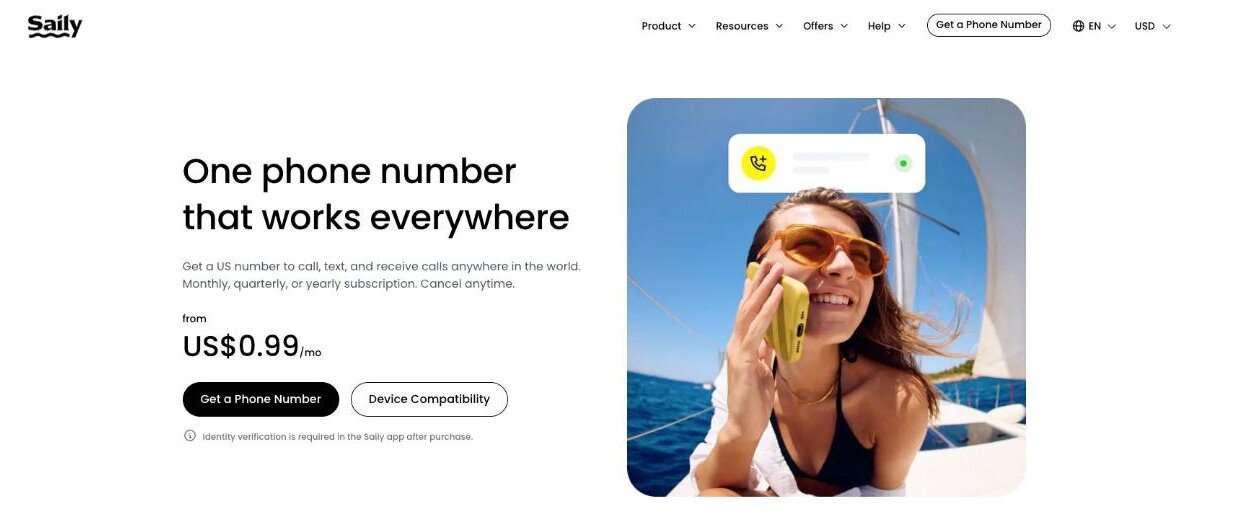 Saily
Product
Resources
Offers
Help
Get a Phone Number
EN
USD
One phone number
that works everywhere
Get a US number to call, text, and receive calls anywhere in the world.
Monthly, quarterly, or yearly subscription. Cancel anytime.
from
US$0.99/mo
Get a Phone Number
Device Compatibility
Identity verification is required in the Saily app after purchase.